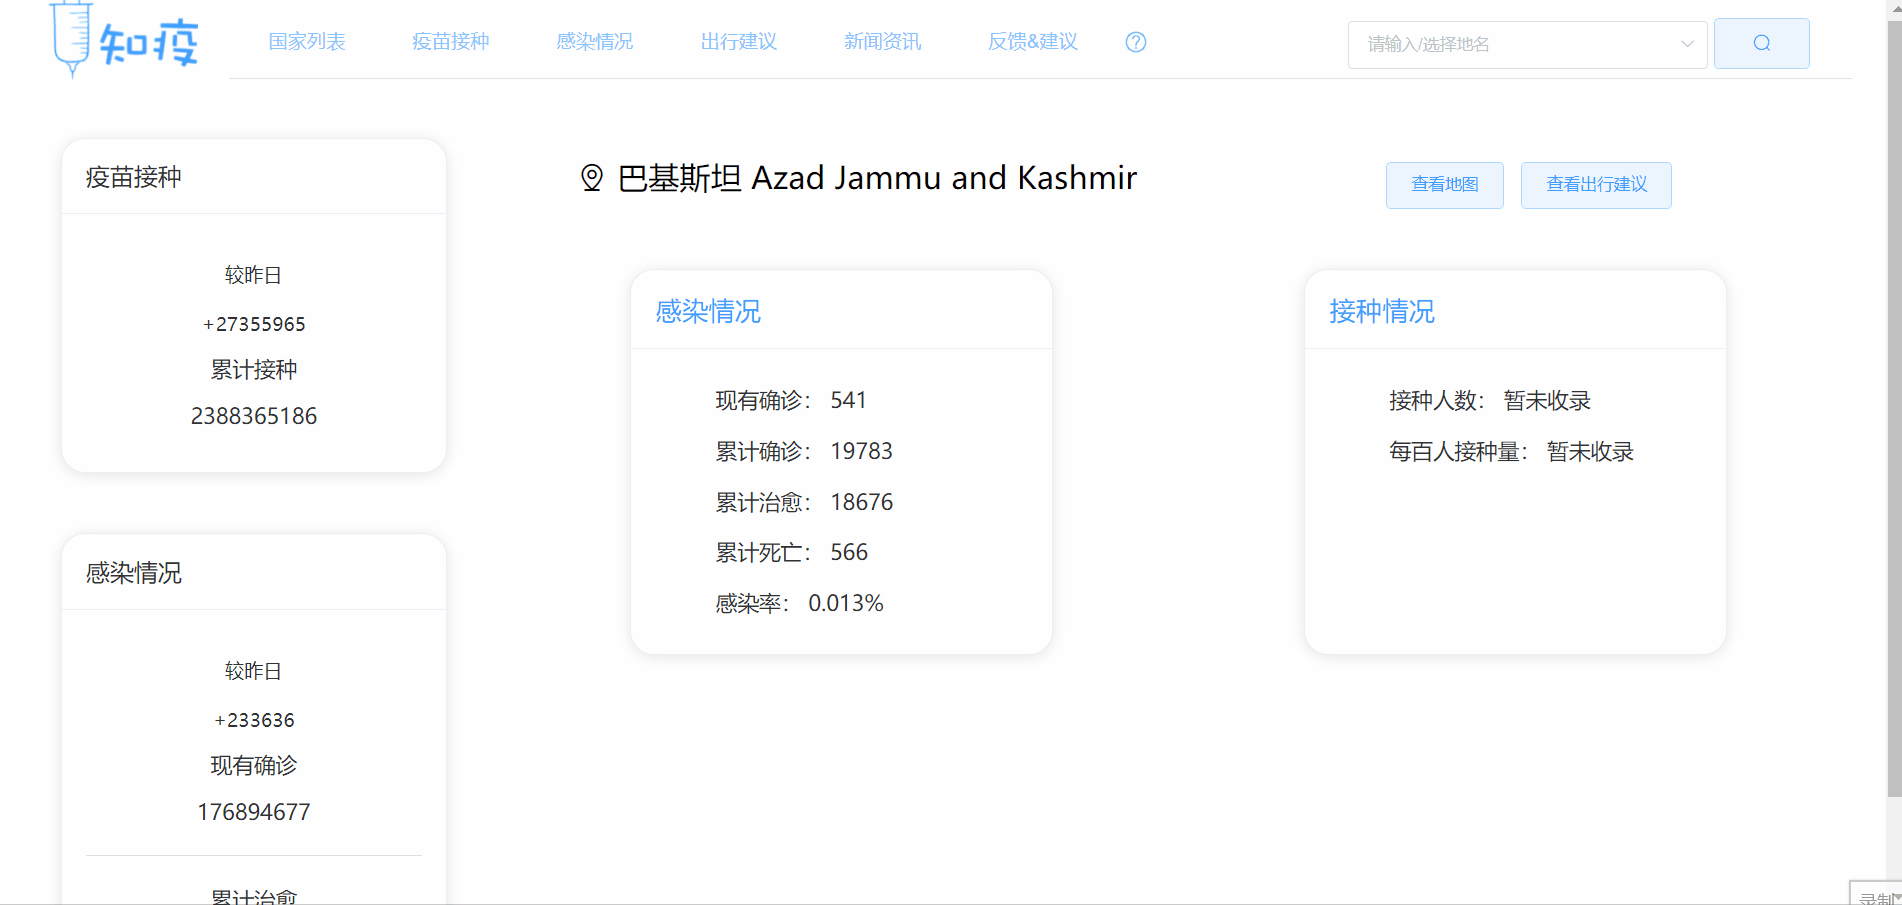 知疫
国家列表 疫苗接种 感染情况 出行建议 新闻资讯 反馈&建议 ?
请输入/选择地名
疫苗接种
较昨日
+27355965
累计接种
2388365186
感染情况
较昨日
+233636
现有确诊
176894677
累计治愈
巴基斯坦 Azad Jammu and Kashmir
查看地图 查看出行建议
感染情况
现有确诊： 541
累计确诊： 19783
累计治愈： 18676
累计死亡： 566
感染率： 0.013%
接种情况
接种人数： 暂未收录
每百人接种量： 暂未收录
录制